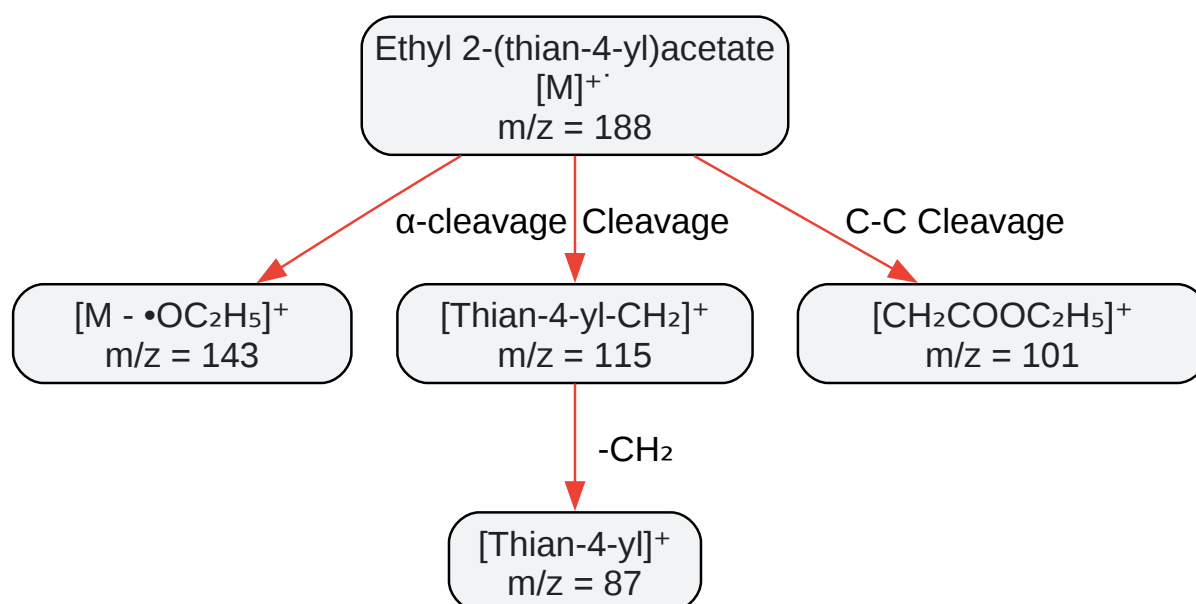 Ethyl 2-(thian-4-yl)acetate
[M]⁺˙
m/z = 188
α-cleavage
Cleavage
C-C Cleavage
[M - •OC₂H₅]⁺
m/z = 143
[Thian-4-yl-CH₂]⁺
m/z = 115
[CH₂COOC₂H₅]⁺
m/z = 101
-CH₂
[Thian-4-yl]⁺
m/z = 87